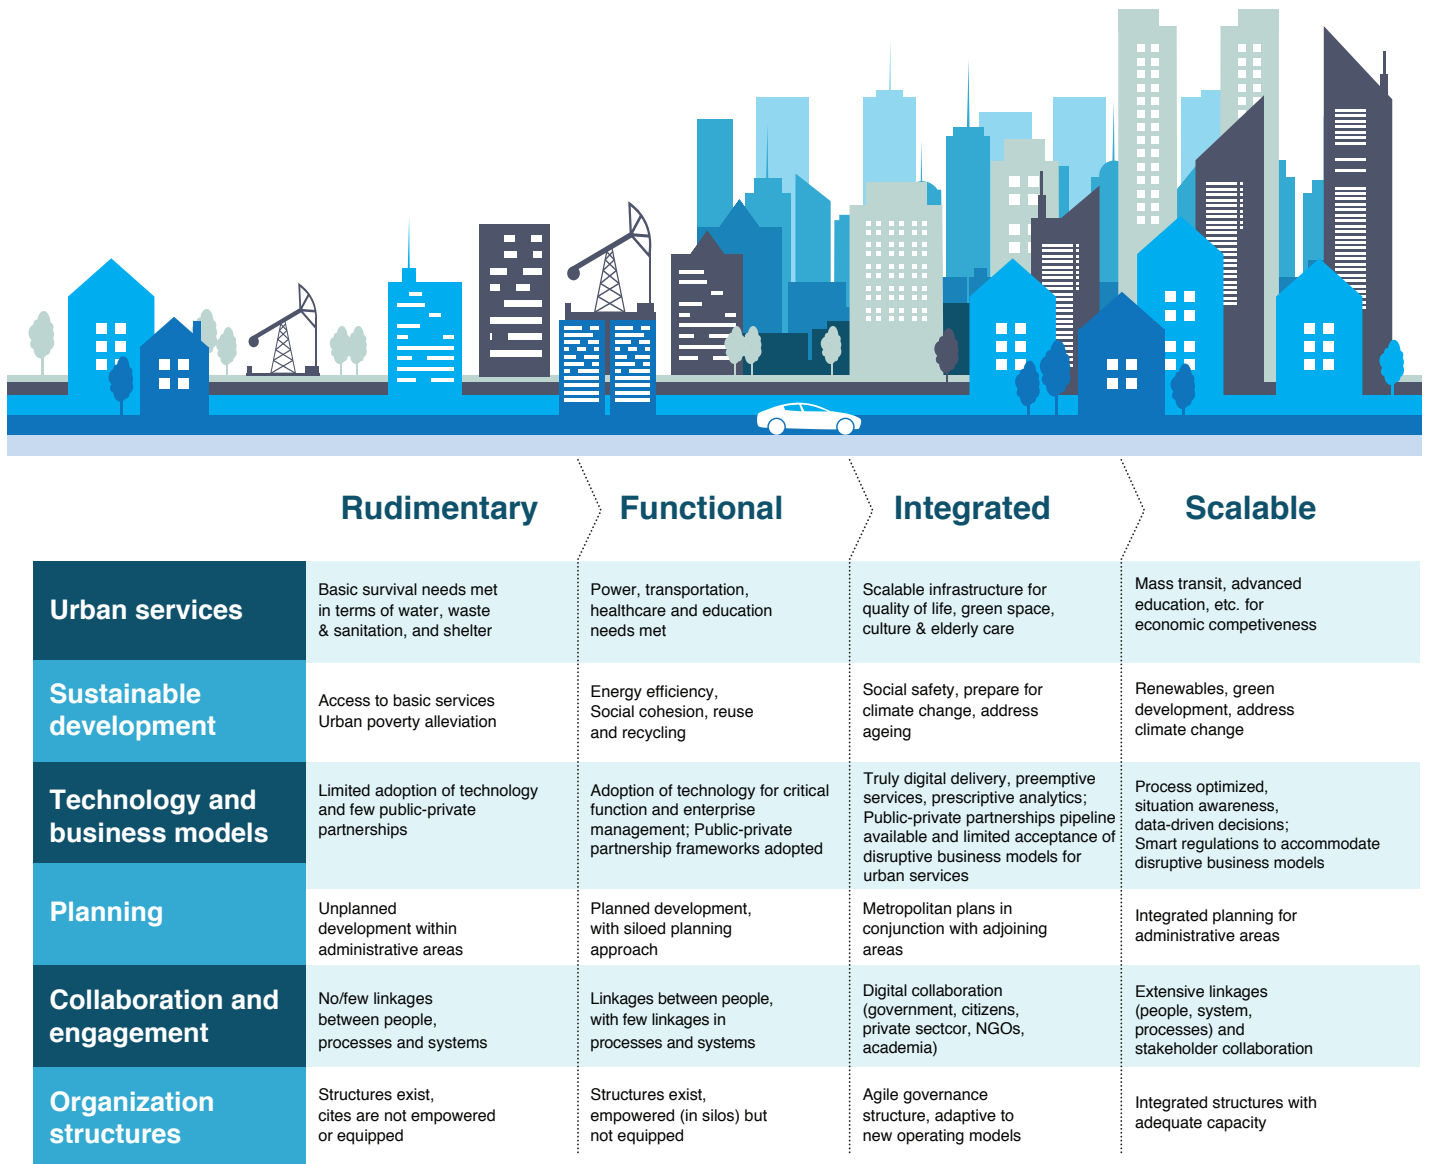 Rudimentary
Functional
Integrated
Scalable
Urban services
Basic survival needs met
in terms of water, waste
& sanitation, and shelter
Power, transportation,
healthcare and education
needs met
Scalable infrastructure for
quality of life, green space,
culture & elderly care
Mass transit, advanced
education, etc. for
economic competiveness
Sustainable
development
Access to basic services
Urban poverty alleviation
Energy efficiency,
Social cohesion, reuse
and recycling
Social safety, prepare for
climate change, address
ageing
Renewables, green
development, address
climate change
Technology and
business models
Limited adoption of technology
and few public-private
partnerships
Adoption of technology for critical
function and enterprise
management; Public-private
partnership frameworks adopted
Truly digital delivery, preemptive
services, prescriptive analytics;
Public-private partnerships pipeline
available and limited acceptance of
disruptive business models for
urban services
Process optimized,
situation awareness,
data-driven decisions;
Smart regulations to accommodate
disruptive business models
Planning
Unplanned
development within
administrative areas
Planned development,
with siloed planning
approach
Metropolitan plans in
conjunction with adjoining
areas
Integrated planning for
administrative areas
Collaboration and
engagement
No/few linkages
between people,
processes and systems
Linkages between people,
with few linkages in
processes and systems
Digital collaboration
(government, citizens,
private sectcor, NGOs,
academia)
Extensive linkages
(people, system,
processes) and
stakeholder collaboration
Organization
structures
Structures exist,
cites are not empowered
or equipped
Structures exist,
empowered (in silos) but
not equipped
Agile governance
structure, adaptive to
new operating models
Integrated structures with
adequate capacity